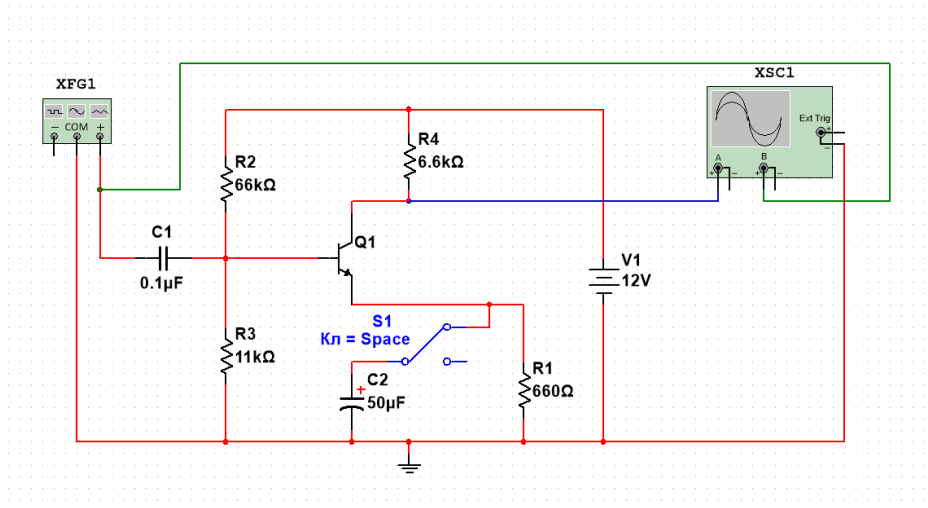 XSC1
XFG1
Ext Trig
COM
A
B
R4
6.6kΩ
R2
66kΩ
C1
0.1µF
Q1
V1
12V
S1
Кл = Space
R3
11kΩ
C2
50µF
R1
660Ω